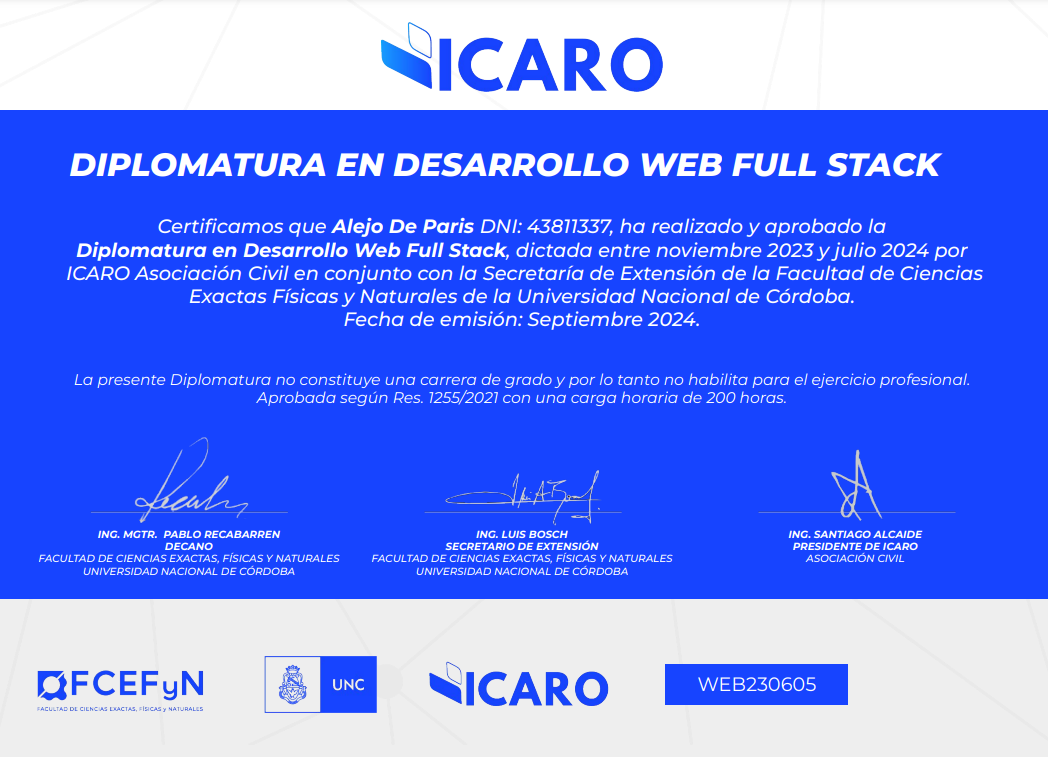 ICARO
DIPLOMATURA EN DESARROLLO WEB FULL STACK
Certificamos que Alejo De Paris DNI: 43811337, ha realizado y aprobado la
Diplomatura en Desarrollo Web Full Stack, dictada entre noviembre 2023 y julio 2024 por
ICARO Asociación Civil en conjunto con la Secretaría de Extensión de la Facultad de Ciencias
Exactas Físicas y Naturales de la Universidad Nacional de Córdoba.
Fecha de emisión: Septiembre 2024.
La presente Diplomatura no constituye una carrera de grado y por lo tanto no habilita para el ejercicio profesional.
Aprobada según Res. 1255/2021 con una carga horaria de 200 horas.
ING. MGTR. PABLO RECABARREN
DECANO
FACULTAD DE CIENCIAS EXACTAS, FÍSICAS Y NATURALES
UNIVERSIDAD NACIONAL DE CÓRDOBA
ING. LUIS BOSCH
SECRETARIO DE EXTENSIÓN
FACULTAD DE CIENCIAS EXACTAS, FÍSICAS Y NATURALES
UNIVERSIDAD NACIONAL DE CÓRDOBA
ING. SANTIAGO ALCAIDE
PRESIDENTE DE ICARO
ASOCIACIÓN CIVIL
FCEFyN
FACULTAD DE CIENCIAS EXACTAS, FÍSICAS y NATURALES
UNC
ICARO
WEB230605